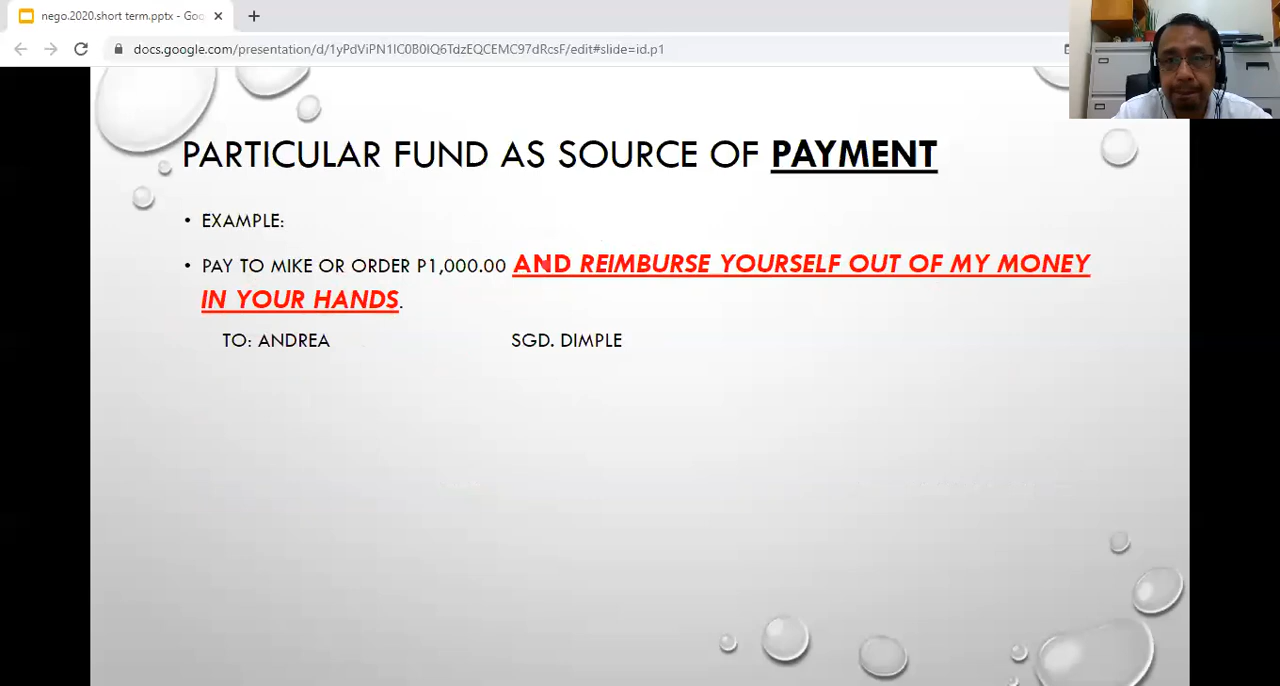 nego.2020.short term.pptx - Goo
docs.google.com/presentation/d/1yPdViPN1lC0B0IQ6TdzEQCEMC97dRcsF/edit#slide=id.p1
PARTICULAR FUND AS SOURCE OF PAYMENT
• EXAMPLE:
• PAY TO MIKE OR ORDER P1,000.00 AND REIMBURSE YOURSELF OUT OF MY MONEY
IN YOUR HANDS.
TO: ANDREA SGD. DIMPLE